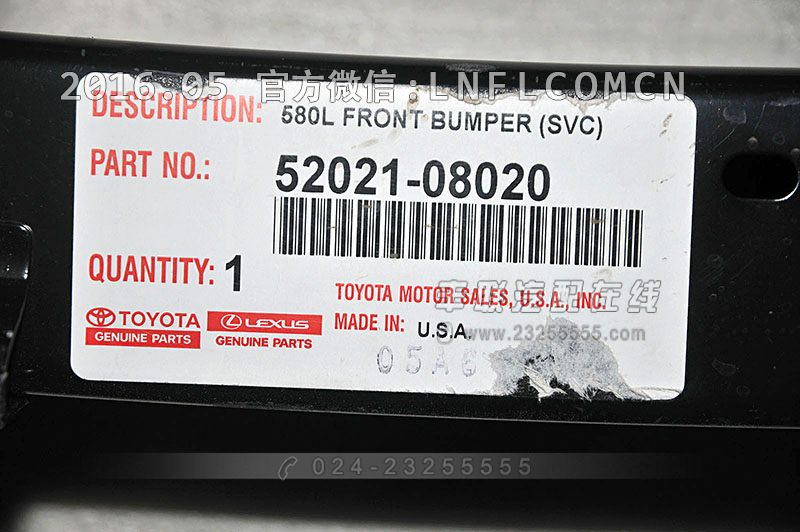 2016.05 官方微信:LNFLCOMCN
DESCRIPTION: 580L FRONT BUMPER (SVC)
PART NO.: 52021-08020
QUANTITY: 1
TOYOTA MOTOR SALES, U.S.A., INC.
丰联汽配在线
TOYOTA
GENUINE PARTS
LEXUS
GENUINE PARTS
MADE IN: U.S.A.
www.23255555.com
05A6
024-23255555